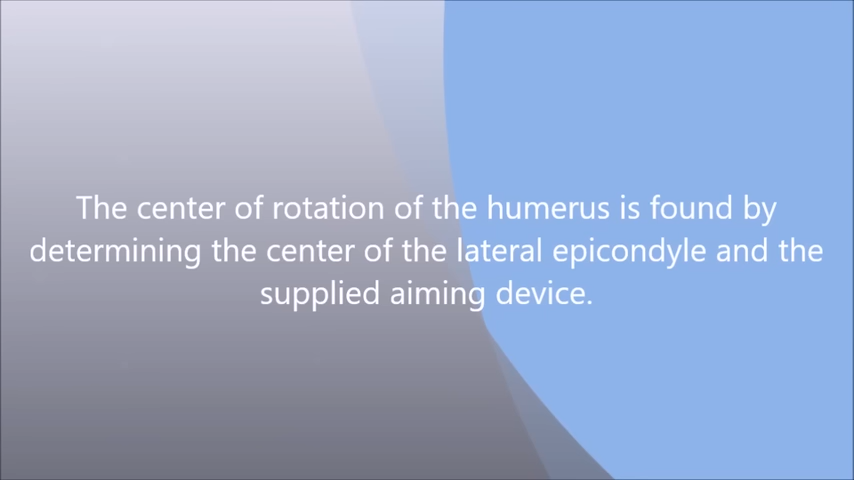 The center of rotation of the humerus is found by
determining the center of the lateral epicondyle and the
supplied aiming device.